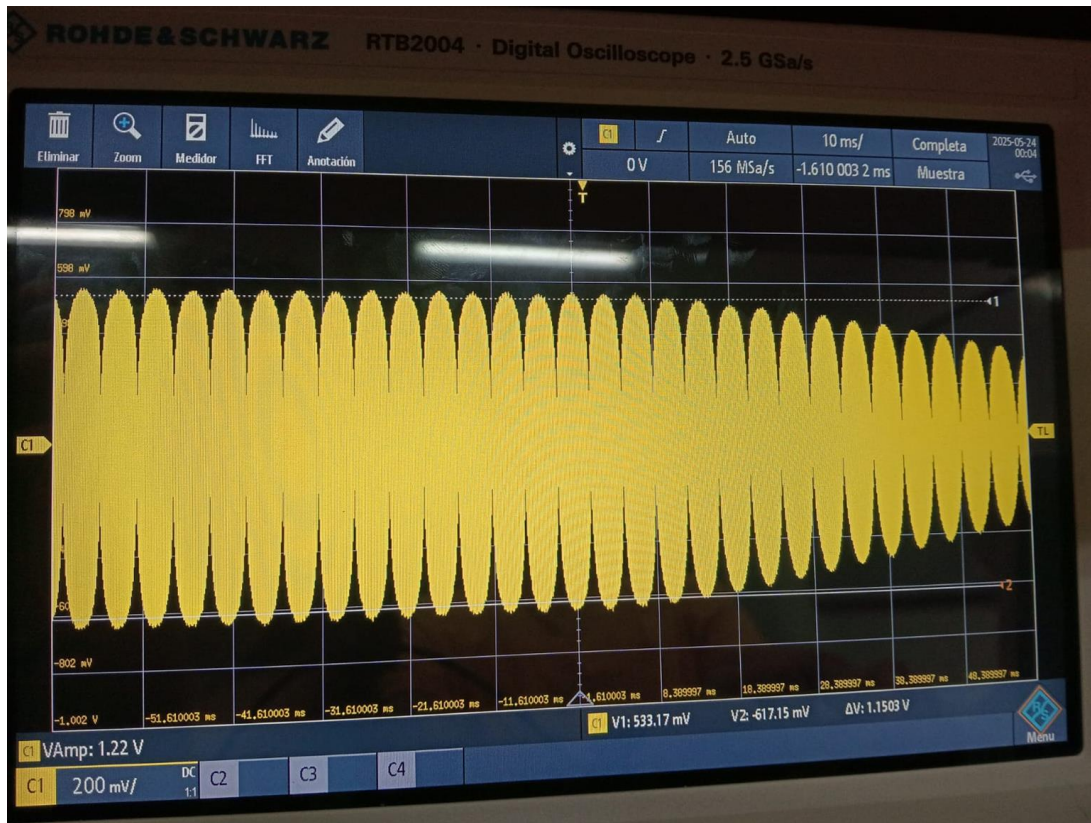 ROHDE & SCHWARZ RTB2004 · Digital Oscilloscope · 2.5 GSa/s
Eliminar Zoom Medidor FFT Anotación
C1 Auto 10 ms/ Completa 2025-05-24 00:04
0 V 156 MSa/s -1.610 003 2 ms Muestra
T
798 mV
598 mV
1
C1
TL
2
-802 mV
-1.002 V -51.610003 ms -41.610003 ms -31.610003 ms -21.610003 ms -11.610003 ms -1.610003 ms 8.389997 ms 18.389997 ms 28.389997 ms 38.389997 ms 48.389997 ms
C1 V1: 533.17 mV V2: -617.15 mV ΔV: 1.1503 V
Menu
C1 VAmp: 1.22 V
C1 200 mV/ DC 1:1 C2 C3 C4